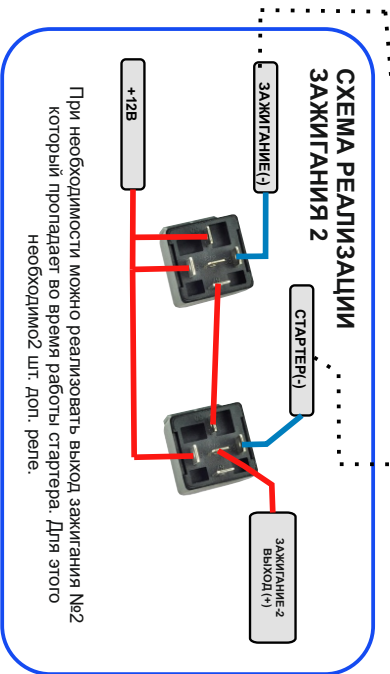 СХЕМА РЕАЛИЗАЦИИ
ЗАЖИГАНИЯ 2
ЗАЖИГАНИЕ(-)
СТАРТЕР(-)
+12В
ЗАЖИГАНИЕ-2
ВЫХОД(+)
При необходимости можно реализовать выход зажигания №2
который пропадает во время работы стартера. Для этого
необходимо2 шт. доп. реле.